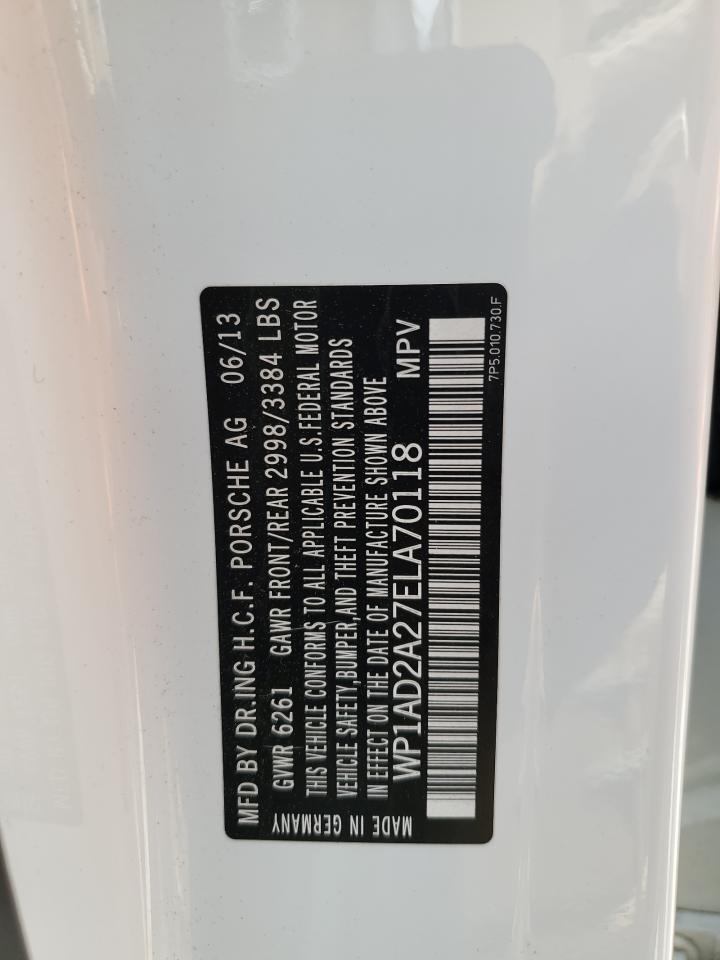 MFD BY DR.ING H.C.F. PORSCHE AG 06/13
GVWR 6261 GAWR FRONT/REAR 2998/3384 LBS
THIS VEHICLE CONFORMS TO ALL APPLICABLE U.S.FEDERAL MOTOR
VEHICLE SAFETY,BUMPER,AND THEFT PREVENTION STANDARDS
IN EFFECT ON THE DATE OF MANUFACTURE SHOWN ABOVE
WP1AD2A27ELA70118 MPV
MADE IN GERMANY
7P5.010.730.F